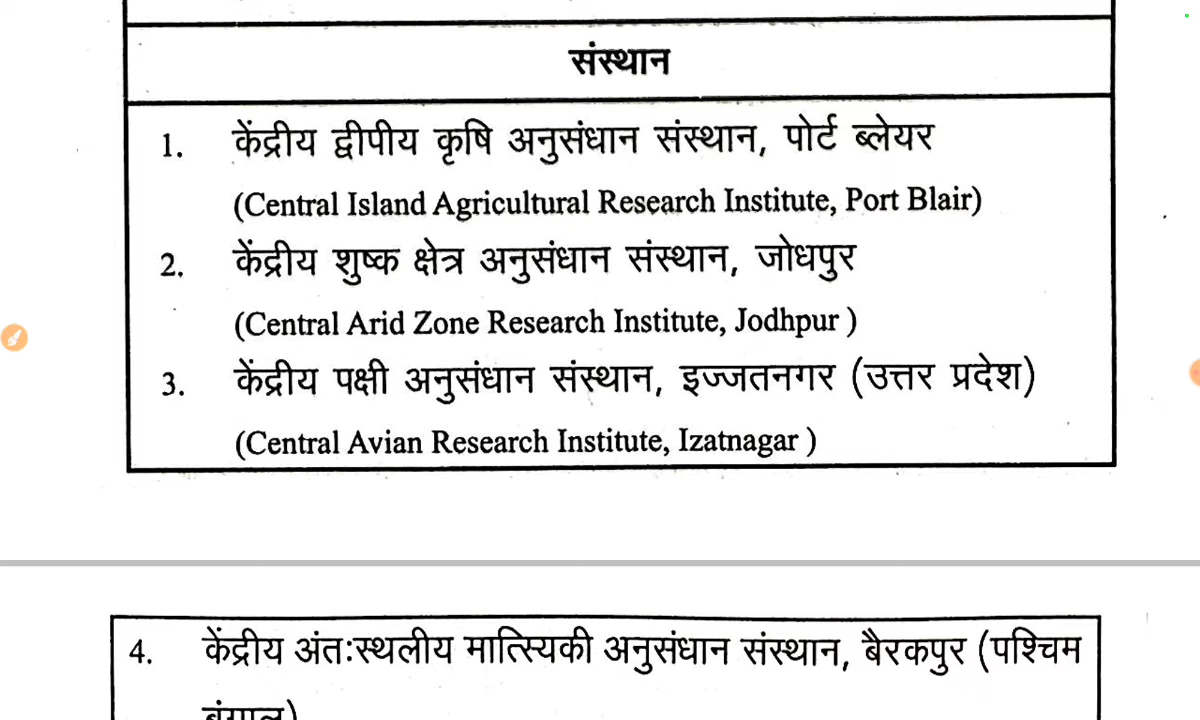 संस्थान
1. केंद्रीय द्वीपीय कृषि अनुसंधान संस्थान, पोर्ट ब्लेयर
(Central Island Agricultural Research Institute, Port Blair)
2. केंद्रीय शुष्क क्षेत्र अनुसंधान संस्थान, जोधपुर
(Central Arid Zone Research Institute, Jodhpur )
3. केंद्रीय पक्षी अनुसंधान संस्थान, इज्जतनगर (उत्तर प्रदेश)
(Central Avian Research Institute, Izatnagar )
4. केंद्रीय अंतःस्थलीय मात्स्यिकी अनुसंधान संस्थान, बैरकपुर (पश्चिम
बंगाल)